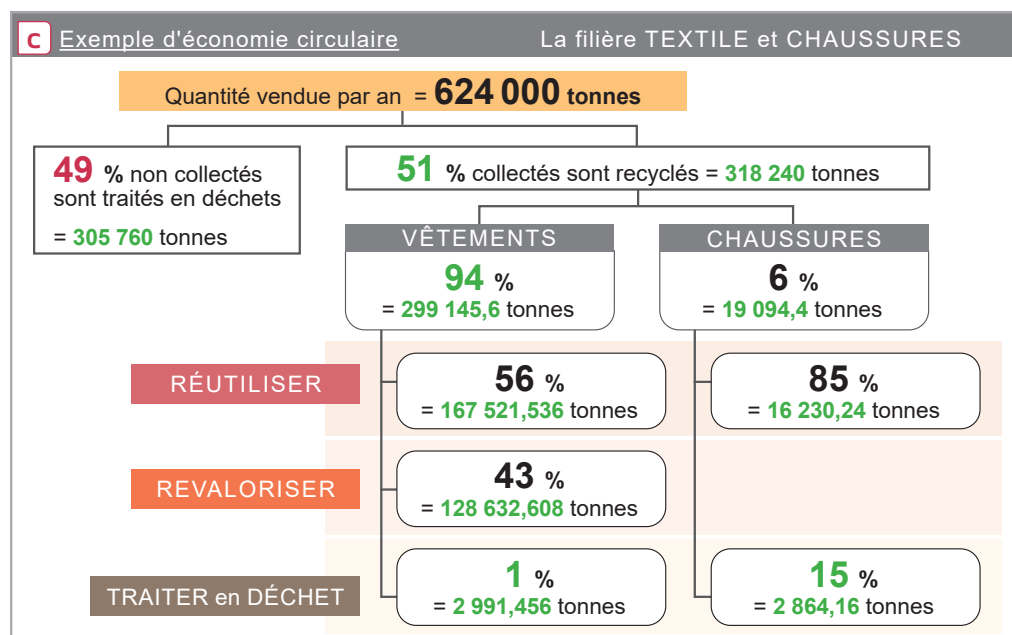 C Exemple d'économie circulaire La filière TEXTILE et CHAUSSURES
Quantité vendue par an = 624 000 tonnes
49 % non collectés
sont traités en déchets
= 305 760 tonnes
51 % collectés sont recyclés = 318 240 tonnes
VÊTEMENTS
94 %
= 299 145,6 tonnes
CHAUSSURES
6 %
= 19 094,4 tonnes
RÉUTILISER
56 %
= 167 521,536 tonnes
85 %
= 16 230,24 tonnes
REVALORISER
43 %
= 128 632,608 tonnes
TRAITER en DÉCHET
1 %
= 2 991,456 tonnes
15 %
= 2 864,16 tonnes